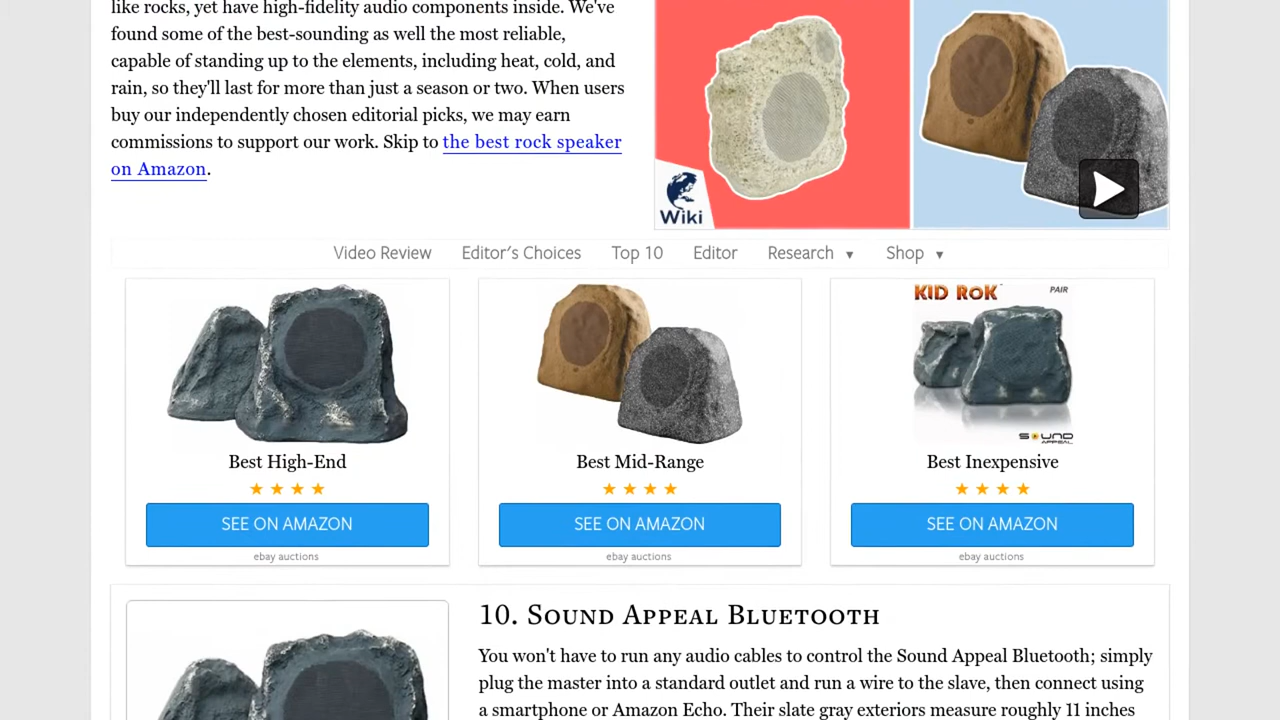 like rocks, yet have high-fidelity audio components inside. We've
found some of the best-sounding as well the most reliable,
capable of standing up to the elements, including heat, cold, and
rain, so they'll last for more than just a season or two. When users
buy our independently chosen editorial picks, we may earn
commissions to support our work. Skip to the best rock speaker
on Amazon.
Wiki
Video Review Editor's Choices Top 10 Editor Research ▼ Shop ▼
KID RoK PAIR
SOUND
APPEAL
Best High-End
★ ★ ★ ★
SEE ON AMAZON
ebay auctions
Best Mid-Range
★ ★ ★ ★
SEE ON AMAZON
ebay auctions
Best Inexpensive
★ ★ ★ ★
SEE ON AMAZON
ebay auctions
10. Sound Appeal Bluetooth
You won't have to run any audio cables to control the Sound Appeal Bluetooth; simply
plug the master into a standard outlet and run a wire to the slave, then connect using
a smartphone or Amazon Echo. Their slate gray exteriors measure roughly 11 inches